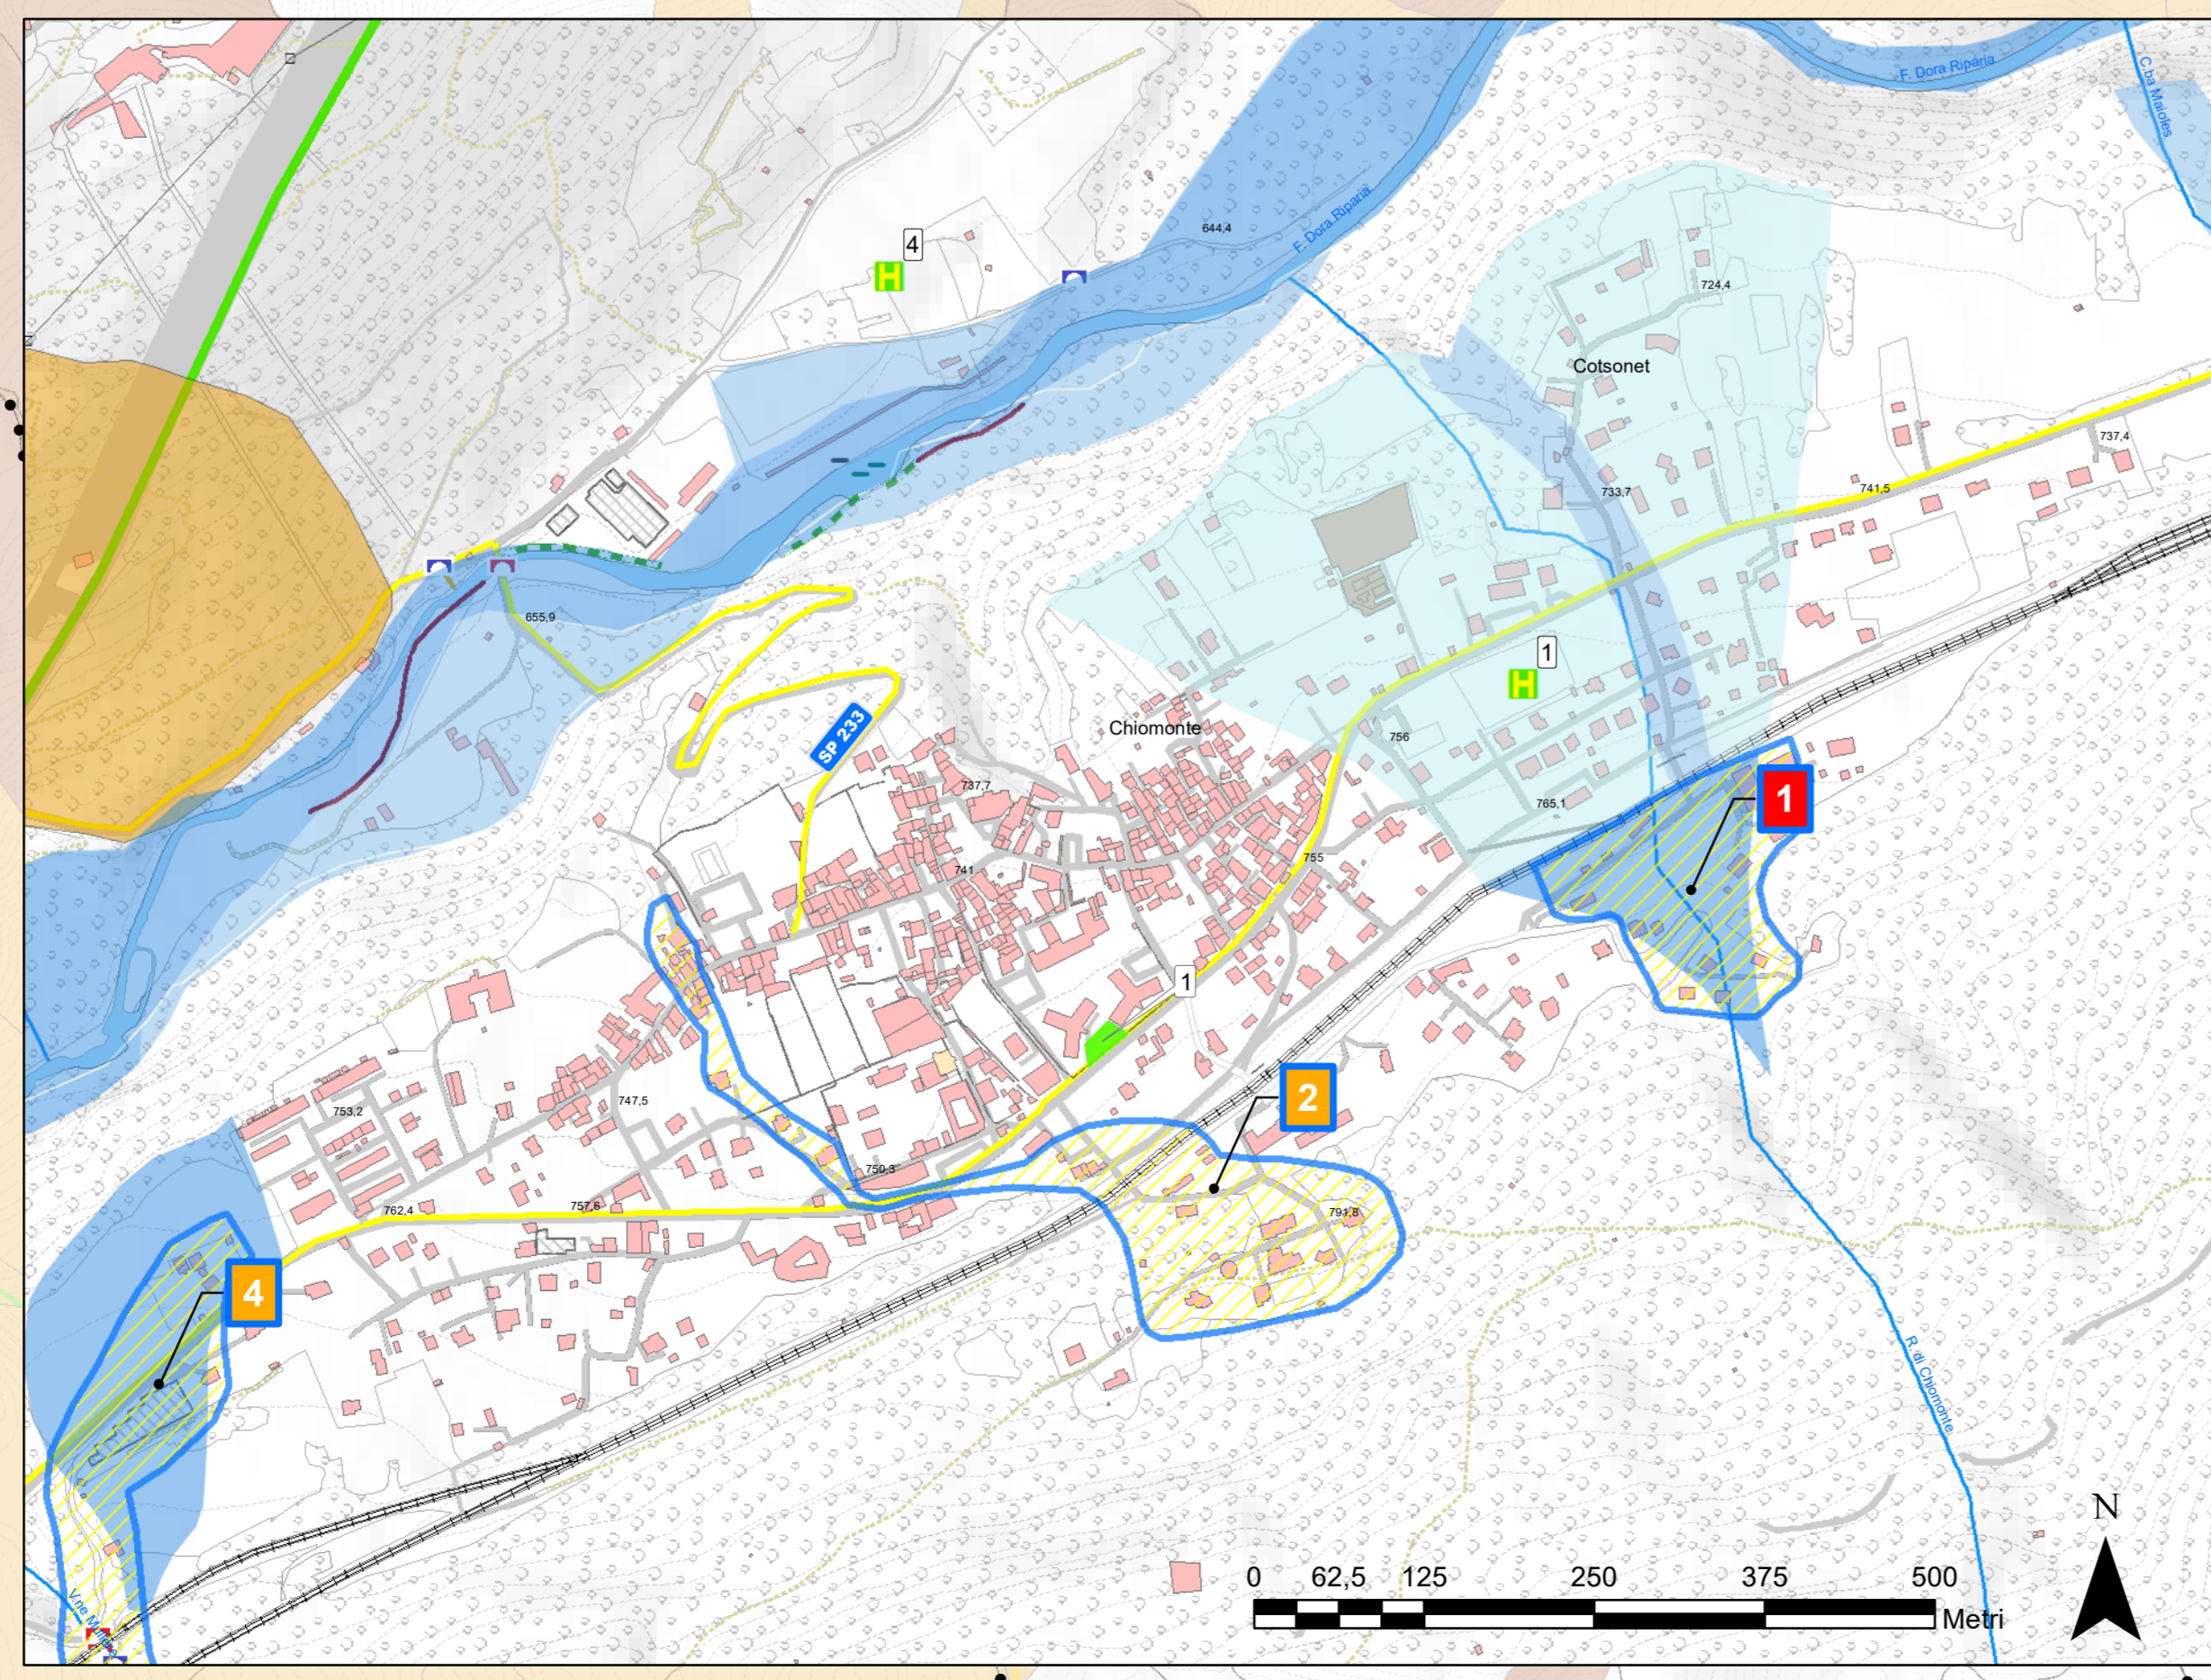 F. Dora Riparia
C.ba Maioles
4
H
644,4
F. Dora Riparia
724,4
Cotsonet
737,4
741,5
733,7
655,9
1
H
SP 233
Chiomonte
756
737,7
765,1
1
755
741
1
2
753,2
747,5
750,3
791,8
762,4
757,6
4
R. di Chiomonte
N
0 62,5 125 250 375 500
Metri
V.ne